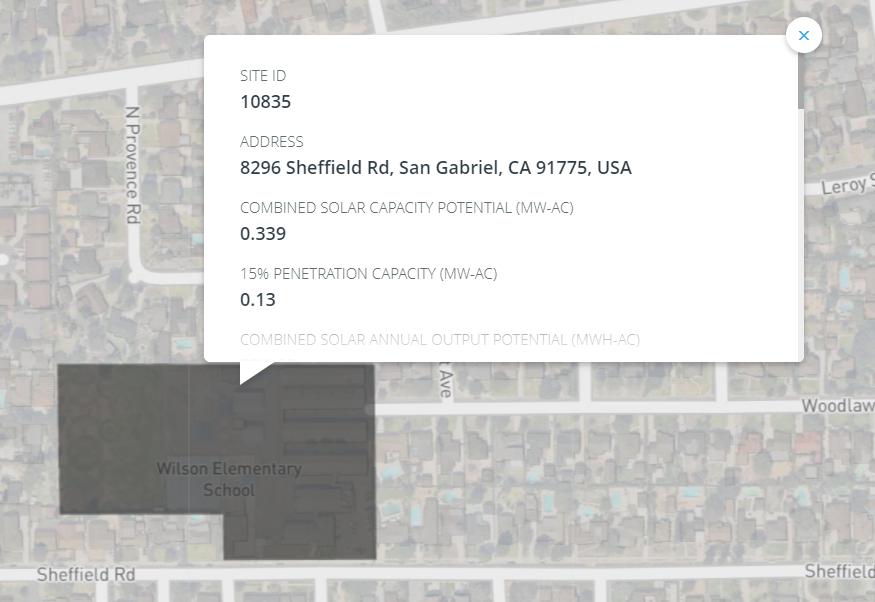 SITE ID
10835
ADDRESS
8296 Sheffield Rd, San Gabriel, CA 91775, USA
COMBINED SOLAR CAPACITY POTENTIAL (MW-AC)
0.339
15% PENETRATION CAPACITY (MW-AC)
0.13
COMBINED SOLAR ANNUAL OUTPUT POTENTIAL (MWH-AC)
N Provence Rd
Leroy S
t Ave
Woodlaw
Wilson Elementary
School
Sheffield Rd
Sheffield